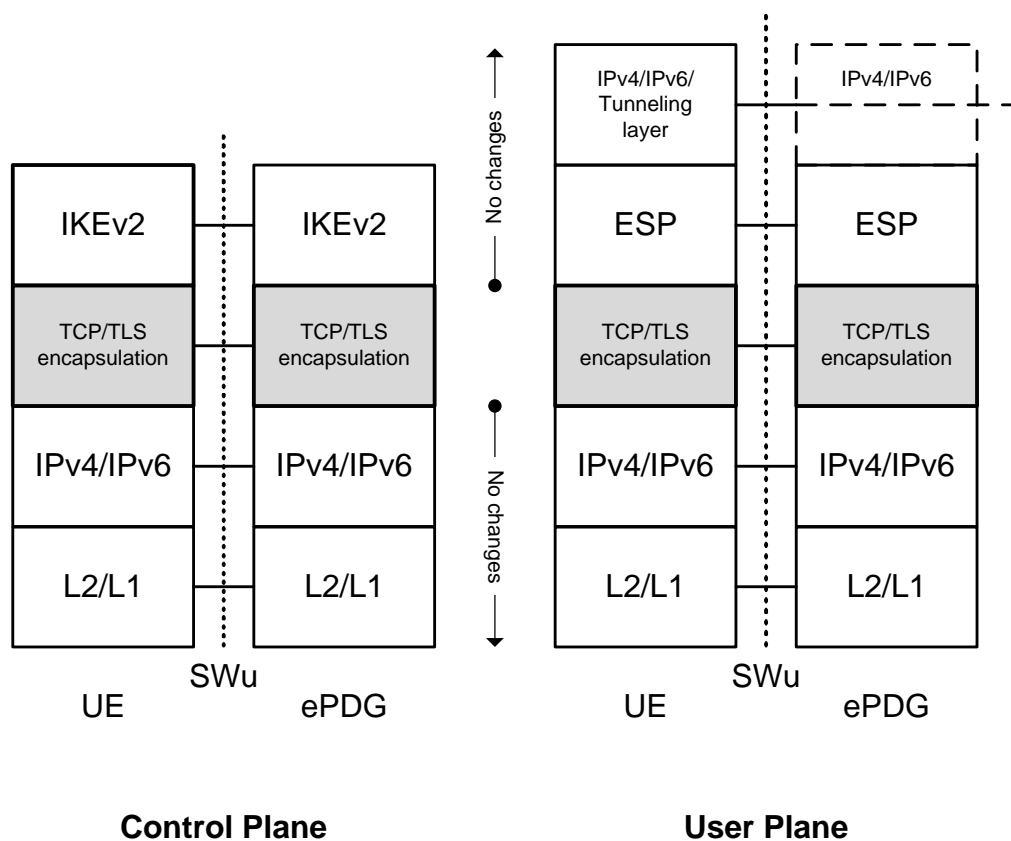 IPv4/IPv6/
Tunneling
layer
IPv4/IPv6
No changes
IKEv2
IKEv2
ESP
ESP
TCP/TLS
encapsulation
TCP/TLS
encapsulation
TCP/TLS
encapsulation
TCP/TLS
encapsulation
No changes
IPv4/IPv6
IPv4/IPv6
IPv4/IPv6
IPv4/IPv6
L2/L1
L2/L1
L2/L1
L2/L1
SWu
SWu
UE
ePDG
UE
ePDG
Control Plane
User Plane